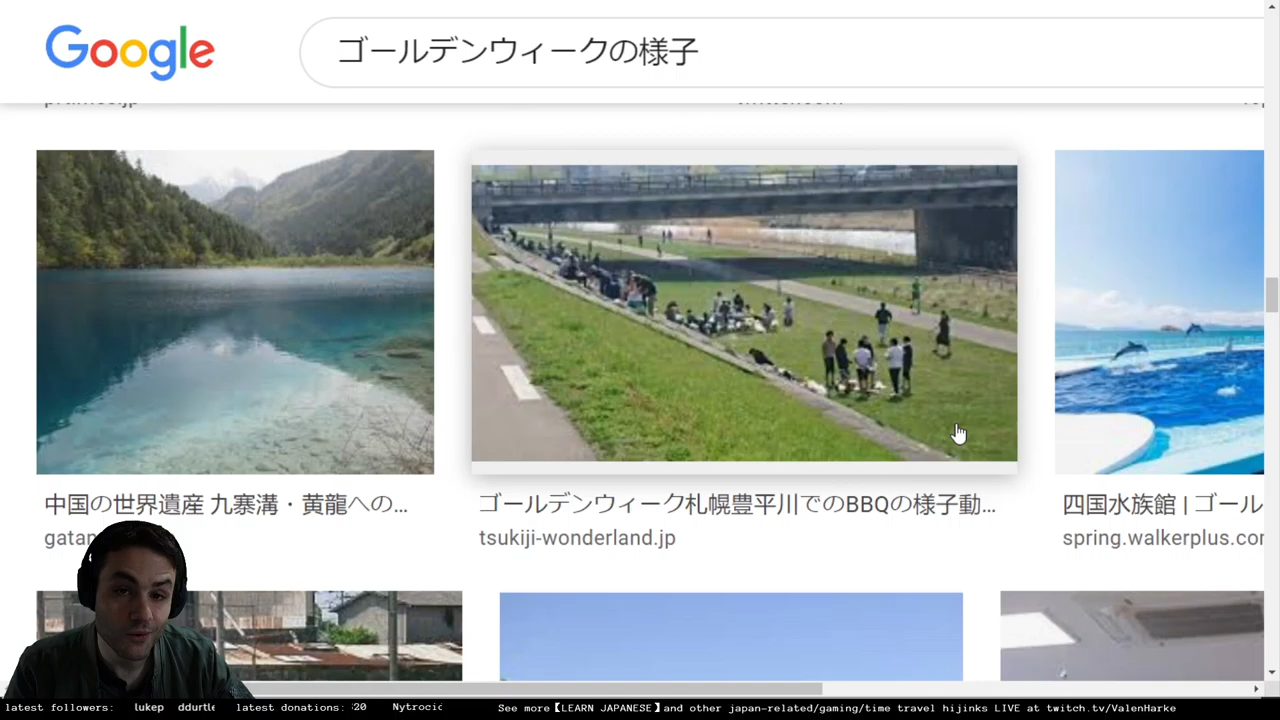 Google
ゴールデンウィークの様子
中国の世界遺産 九寨溝・黄龍への...
ゴールデンウィーク札幌豊平川でのBBQの様子動...
四国水族館 | ゴール
tsukiji-wonderland.jp
spring.walkerplus.cor
latest followers: lukep ddurtle latest donations: 20 Nytrocic See more【LEARN JAPANESE】and other japan-related/gaming/time travel hijinks LIVE at twitch.tv/ValenHarke